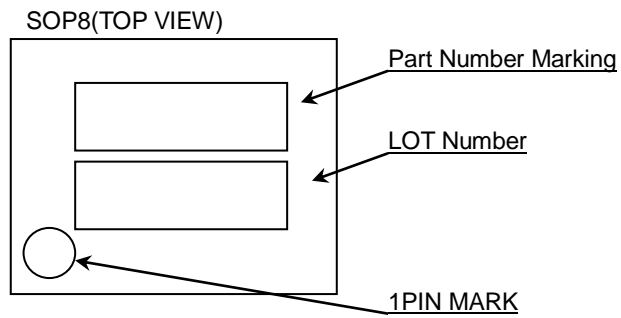 SOP8(TOP VIEW)
Part Number Marking
LOT Number
1PIN MARK